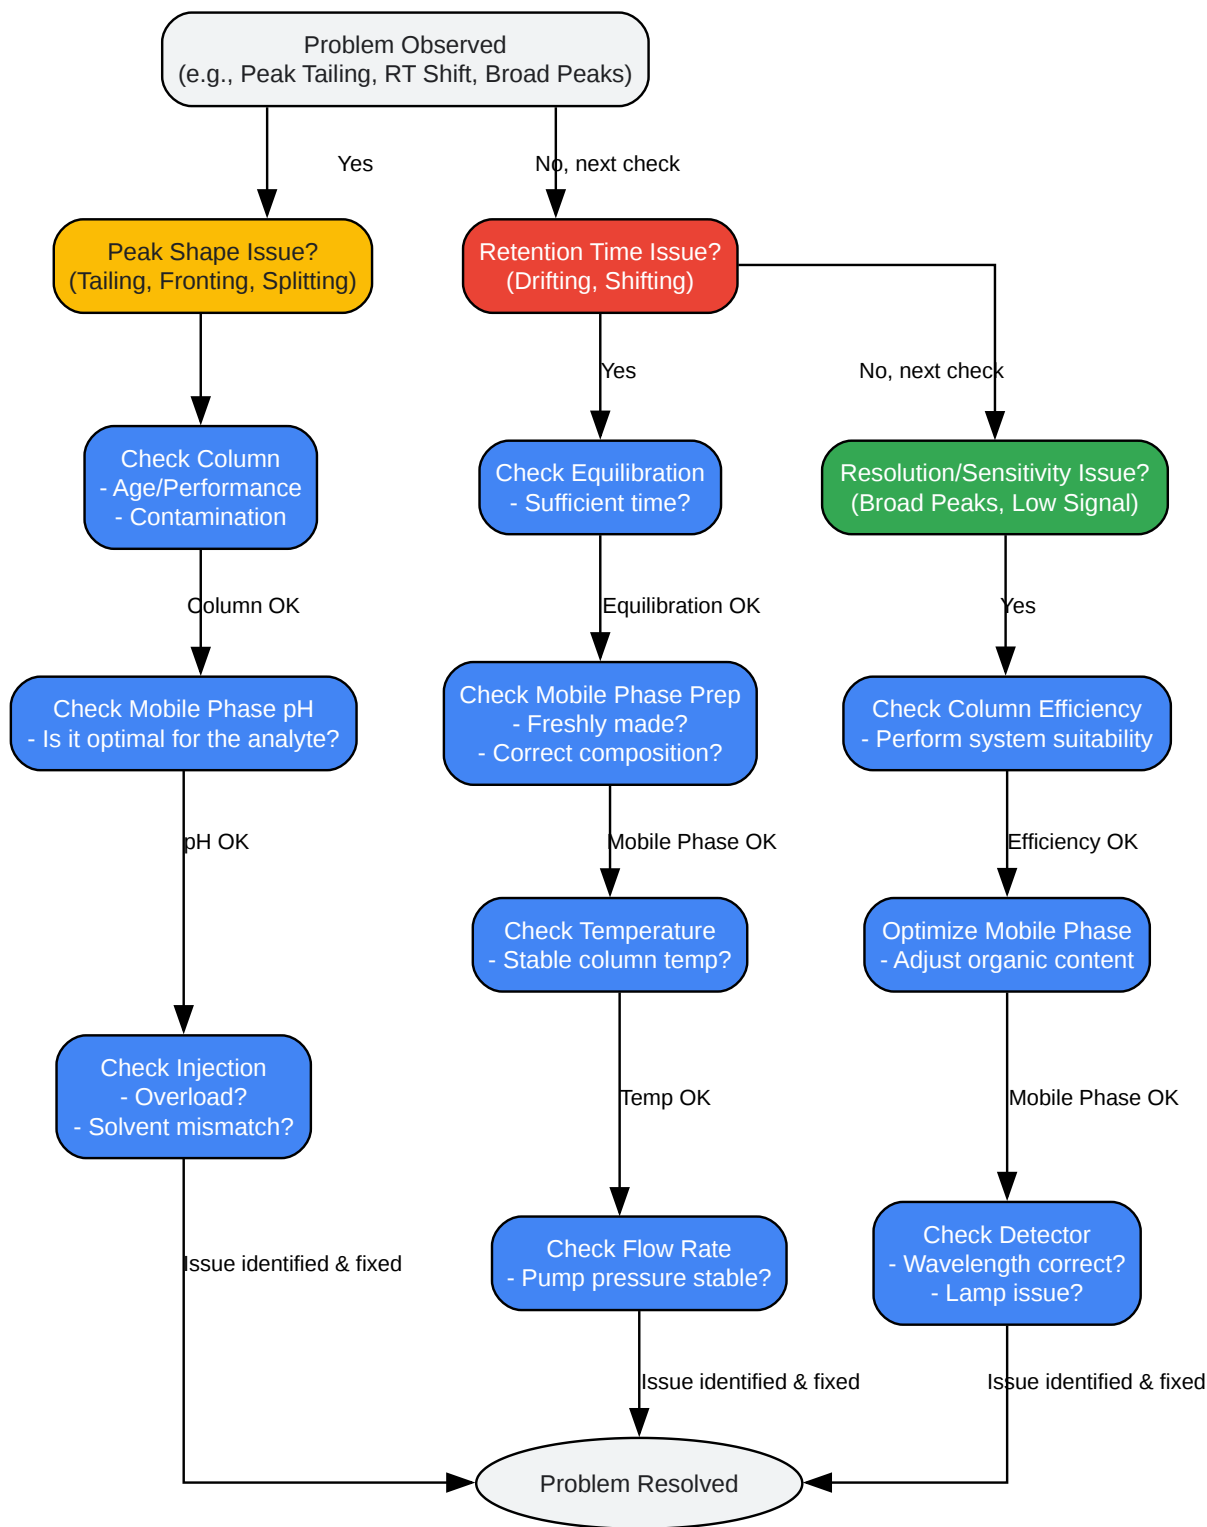 Problem Observed
(e.g., Peak Tailing, RT Shift, Broad Peaks)
Yes
No, next check
Peak Shape Issue?
(Tailing, Fronting, Splitting)
Retention Time Issue?
(Drifting, Shifting)
Yes
No, next check
Check Column
- Age/Performance
- Contamination
Check Equilibration
- Sufficient time?
Resolution/Sensitivity Issue?
(Broad Peaks, Low Signal)
Column OK
Equilibration OK
Yes
Check Mobile Phase pH
- Is it optimal for the analyte?
Check Mobile Phase Prep
- Freshly made?
- Correct composition?
Check Column Efficiency
- Perform system suitability
pH OK
Mobile Phase OK
Efficiency OK
Check Temperature
- Stable column temp?
Optimize Mobile Phase
- Adjust organic content
Check Injection
- Overload?
- Solvent mismatch?
Temp OK
Mobile Phase OK
Check Flow Rate
- Pump pressure stable?
Check Detector
- Wavelength correct?
- Lamp issue?
Issue identified & fixed
Issue identified & fixed
Issue identified & fixed
Problem Resolved